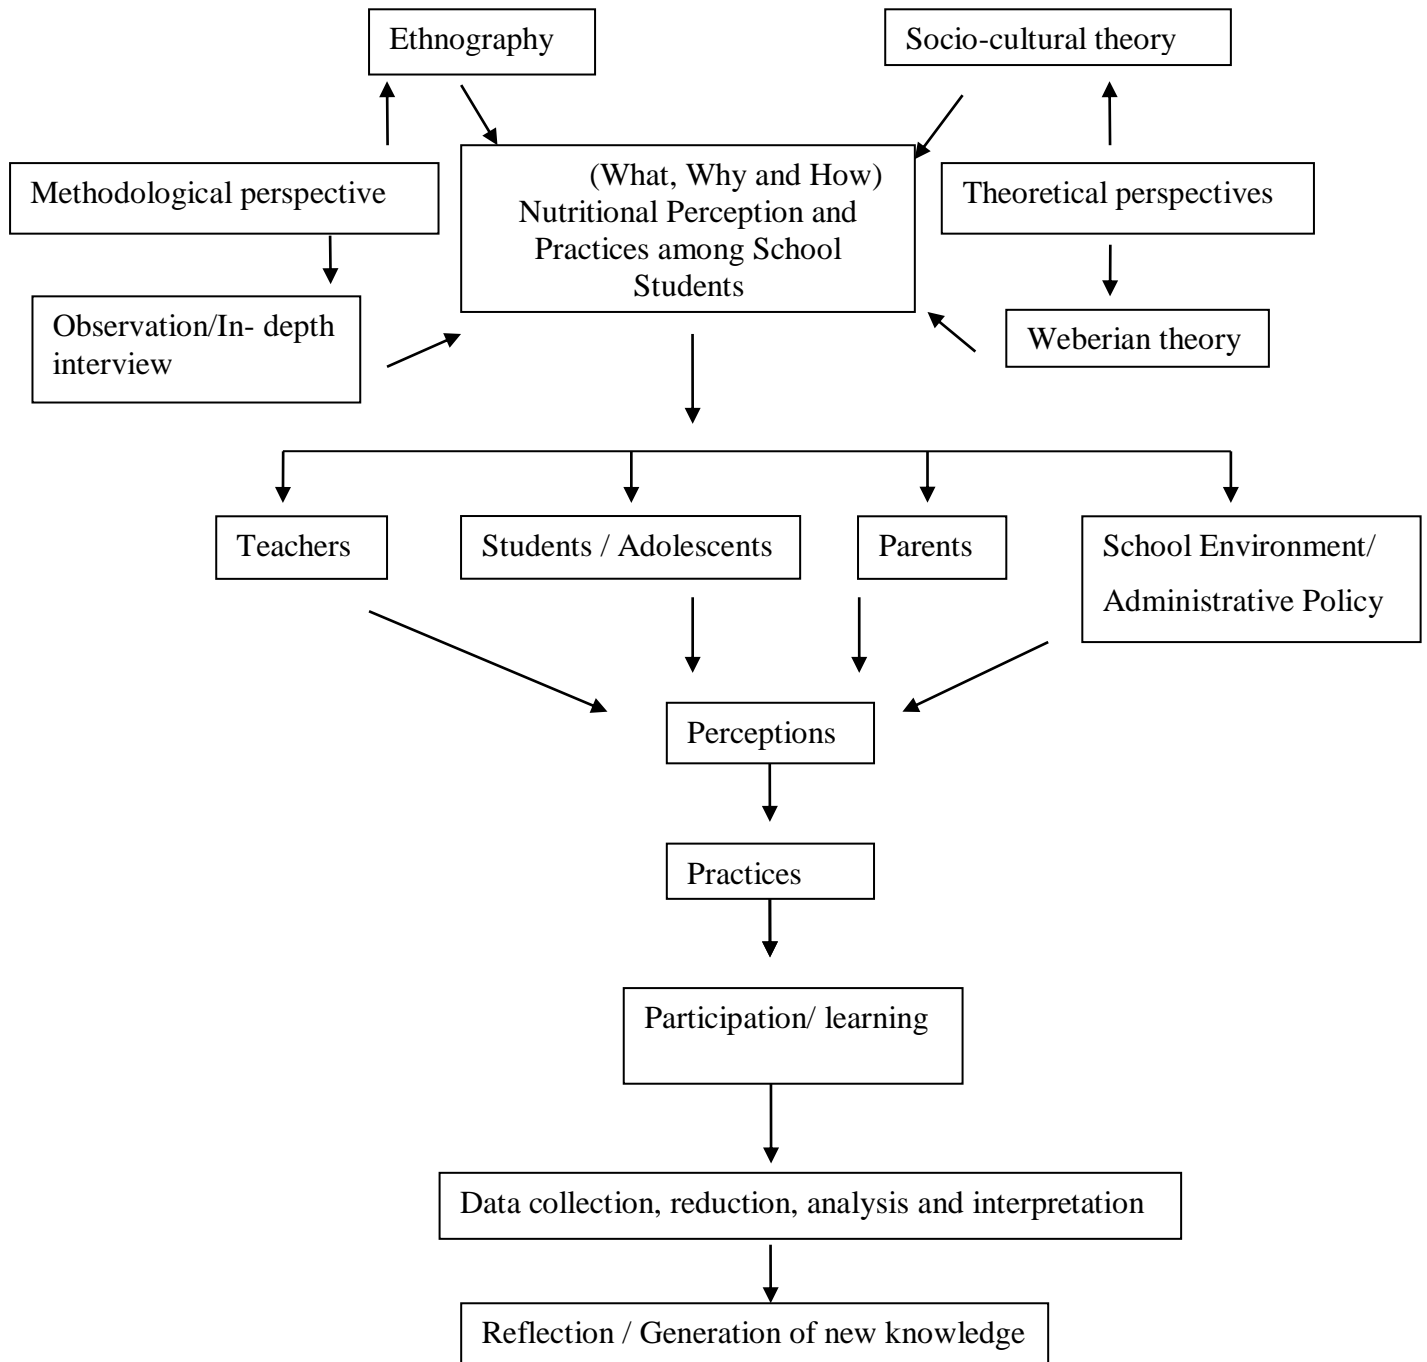 Ethnography
Socio-cultural theory
Methodological perspective
(What, Why and How)
Nutritional Perception and
Practices among School
Students
Theoretical perspectives
Observation/In- depth
interview
Weberian theory
Teachers
Students / Adolescents
Parents
School Environment/
Administrative Policy
Perceptions
Practices
Participation/ learning
Data collection, reduction, analysis and interpretation
Reflection / Generation of new knowledge